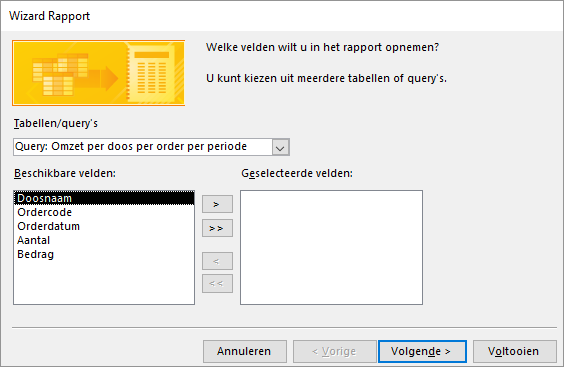 Wizard Rapport
Welke velden wilt u in het rapport opnemen?
U kunt kiezen uit meerdere tabellen of query's.
Tabellen/query's
Query: Omzet per doos per order per periode
Beschikbare velden:
Geselecteerde velden:
Doosnaam
Ordercode
Orderdatum
Aantal
Bedrag
>
>>
<
<<
Annuleren
< Vorige
Volgende >
Voltooien